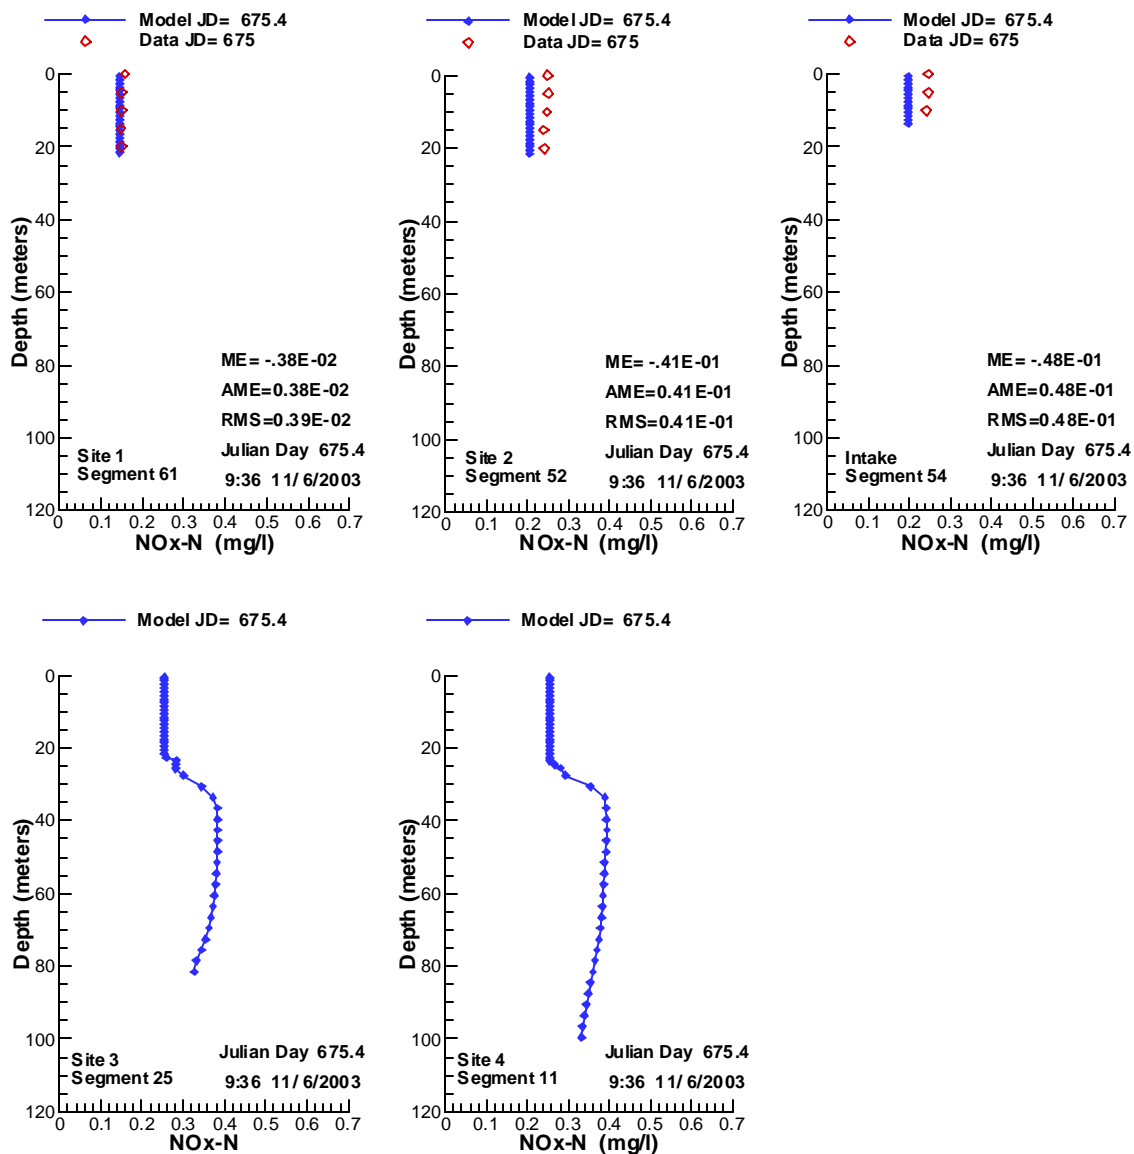 Model JD= 675.4
Data JD= 675
0
20
40
60
80
100
120
Depth (meters)
ME= -.38E-02
AME=0.38E-02
RMS=0.39E-02
Julian Day 675.4
9:36 11/6/2003
Site 1
Segment 61
0 0.1 0.2 0.3 0.4 0.5 0.6 0.7
NOx-N (mg/l)
Model JD= 675.4
Data JD= 675
0
20
40
60
80
100
120
Depth (meters)
ME= -.41E-01
AME=0.41E-01
RMS=0.41E-01
Julian Day 675.4
9:36 11/6/2003
Site 2
Segment 52
0 0.1 0.2 0.3 0.4 0.5 0.6 0.7
NOx-N (mg/l)
Model JD= 675.4
Data JD= 675
0
20
40
60
80
100
120
Depth (meters)
ME= -.48E-01
AME=0.48E-01
RMS=0.48E-01
Julian Day 675.4
9:36 11/6/2003
Intake
Segment 54
0 0.1 0.2 0.3 0.4 0.5 0.6 0.7
NOx-N (mg/l)
Model JD= 675.4
0
20
40
60
80
100
120
Depth (meters)
Julian Day 675.4
9:36 11/6/2003
Site 3
Segment 25
0 0.1 0.2 0.3 0.4 0.5 0.6 0.7
NOx-N
Model JD= 675.4
0
20
40
60
80
100
120
Depth (meters)
Julian Day 675.4
9:36 11/6/2003
Site 4
Segment 11
0 0.1 0.2 0.3 0.4 0.5 0.6 0.7
NOx-N (mg/l)